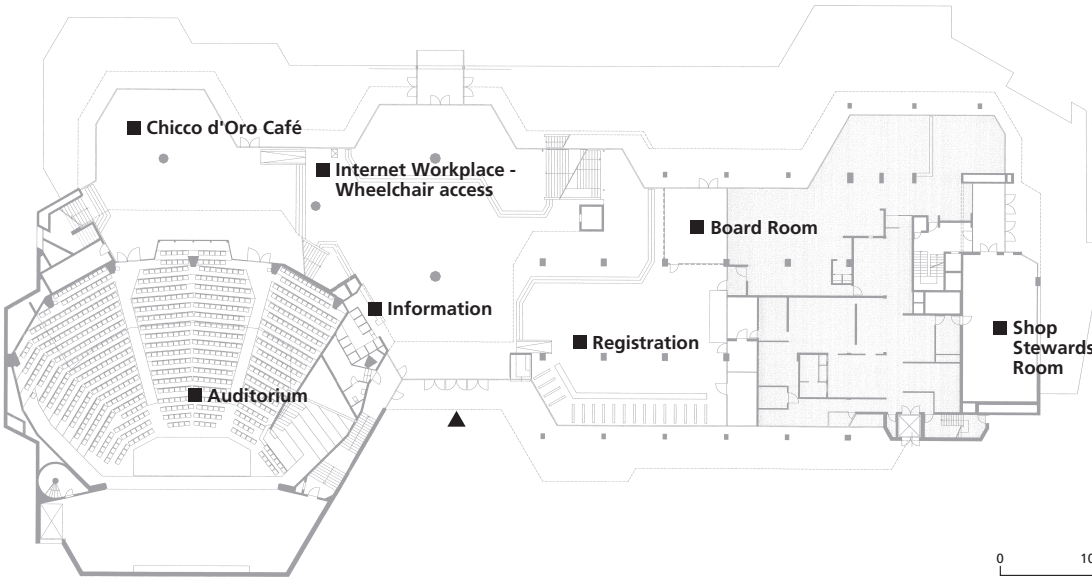 Chicco d'Oro Café
Internet Workplace -
Wheelchair access
Board Room
Information
Registration
Shop
Stewards
Room
Auditorium
0 10